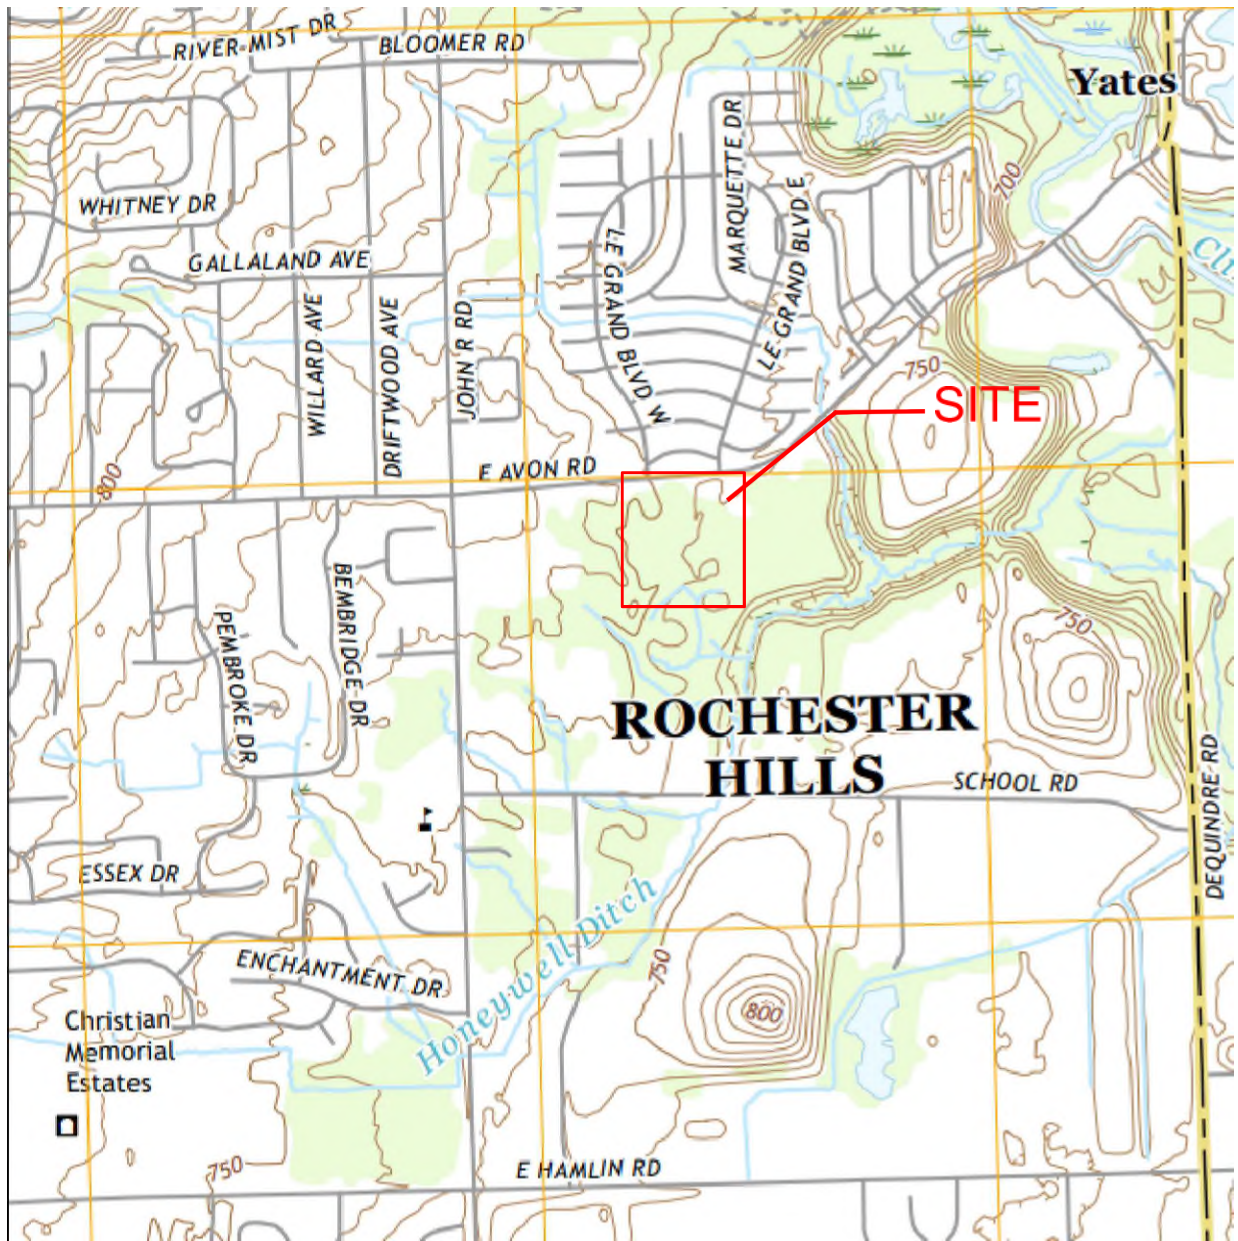 RIVER MIST DR
BLOOMER RD
Yates
MARQUETTE DR
700
WHITNEY DR
LE GRAND BLVD E
GALLALAND AVE
LE GRAND BLVD W
WILLARD AVE
DRIFTWOOD AVE
JOHN R RD
750
SITE
800
E AVON RD
BEMBRIDGE DR
PEMBROKE DR
750
ROCHESTER
HILLS
SCHOOL RD
DEQUINDRE RD
ESSEX DR
Honeywell Ditch
ENCHANTMENT DR
750
800
Christian
Memorial
Estates
750
E HAMLIN RD